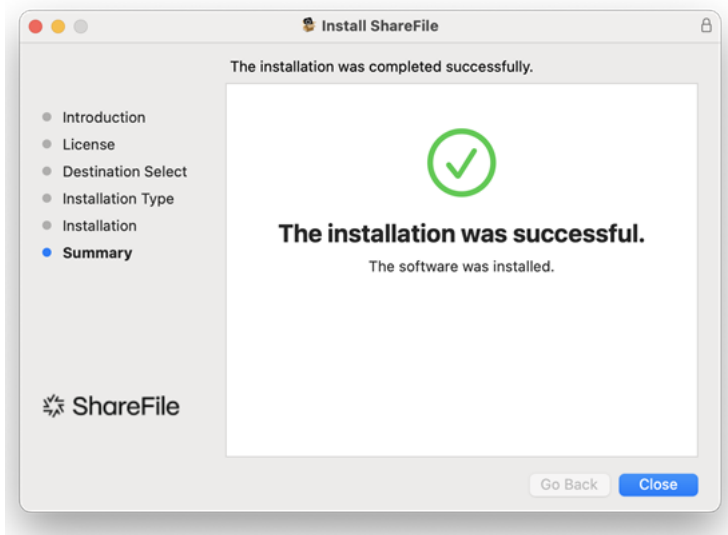 Install ShareFile
The installation was completed successfully.
Introduction
License
Destination Select
Installation Type
Installation
Summary
The installation was successful.
The software was installed.
ShareFile
Go Back
Close